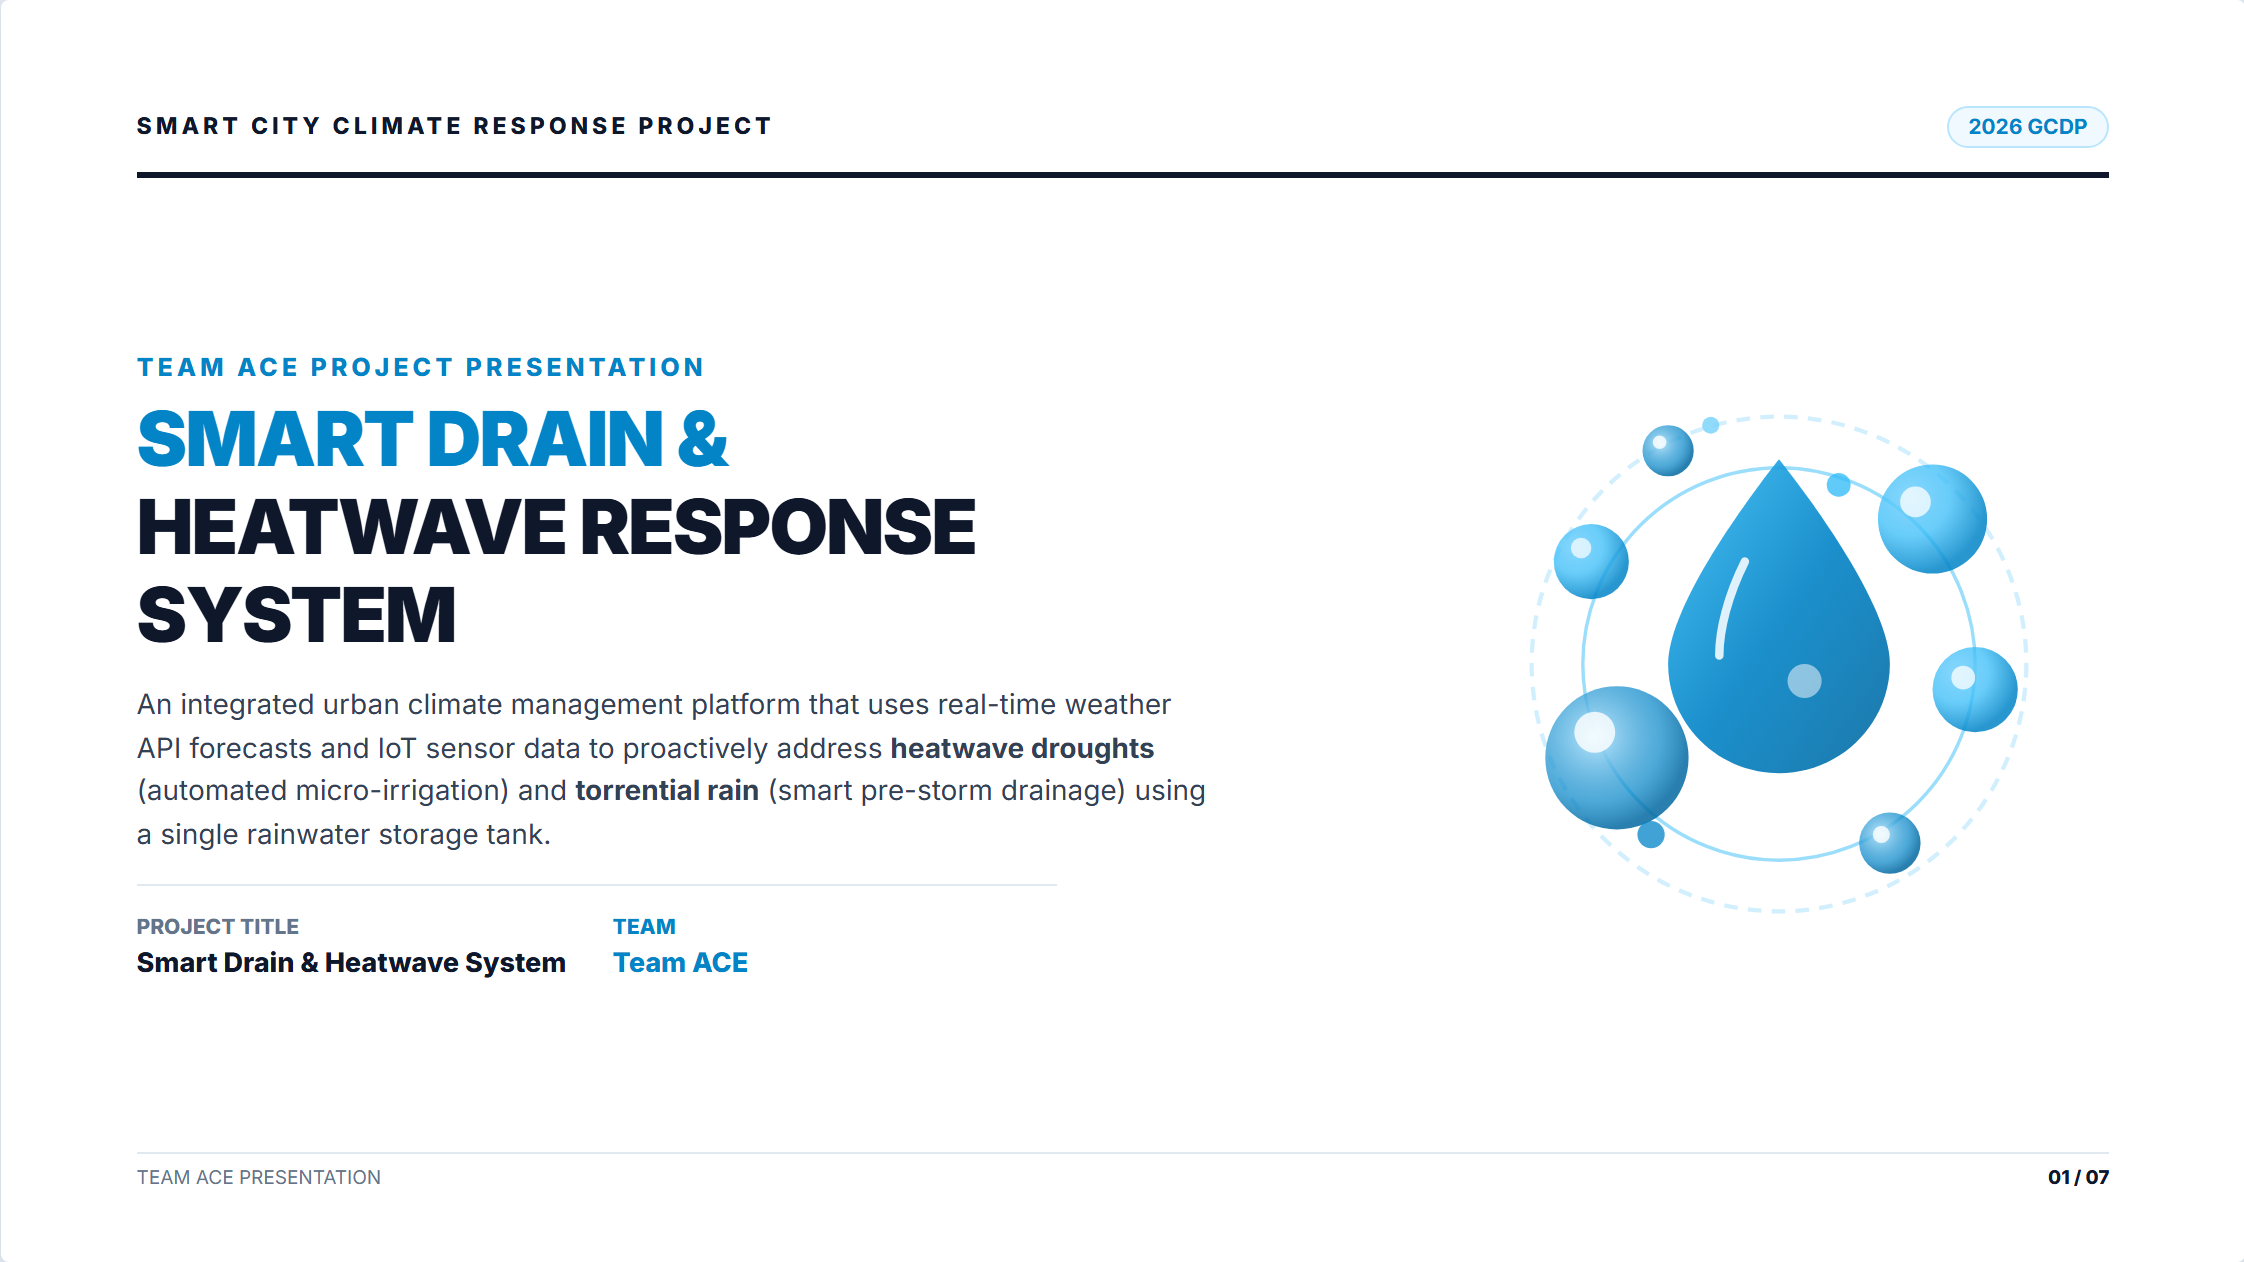 SMART CITY CLIMATE RESPONSE PROJECT
2026 GCDP
TEAM ACE PROJECT PRESENTATION
SMART DRAIN &
HEATWAVE RESPONSE
SYSTEM
An integrated urban climate management platform that uses real-time weather
API forecasts and IoT sensor data to proactively address heatwave droughts
(automated micro-irrigation) and torrential rain (smart pre-storm drainage) using
a single rainwater storage tank.
PROJECT TITLE
Smart Drain & Heatwave System
TEAM
Team ACE
TEAM ACE PRESENTATION
01 / 07